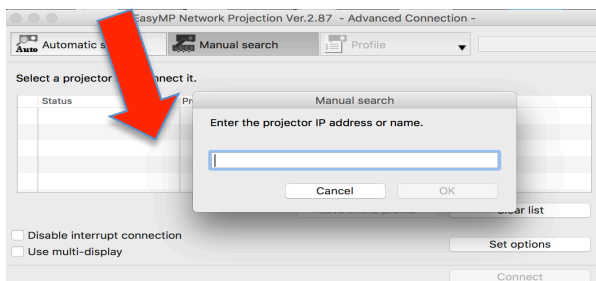 EasyMP Network Projection Ver.2.87 - Advanced Connection -
Auto Automatic s Manual search Profile
Select a projector nnect it.
Status Pr
Manual search
Enter the projector IP address or name.
Cancel OK
Clear list
Disable interrupt connection
Use multi-display
Set options
Connect